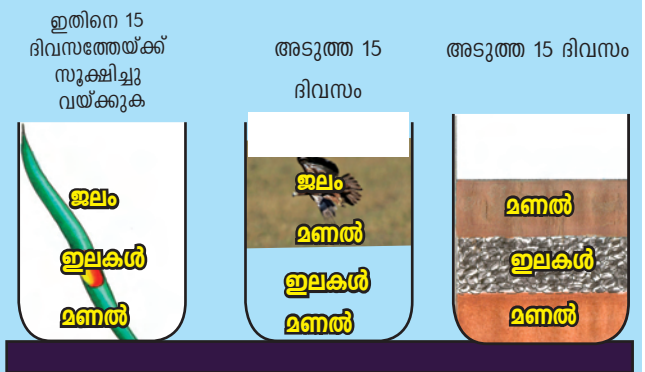 ഇതിനെ 15
ദിവസത്തേയ്ക്ക്
സൂക്ഷിച്ചു
വയ്ക്കുക
ജലം
ഇലകൾ
മണൽ
അടുത്ത 15
ദിവസം
ജലം
മണൽ
ഇലകൾ
മണൽ
അടുത്ത 15 ദിവസം
മണൽ
ഇലകൾ
മണൽ